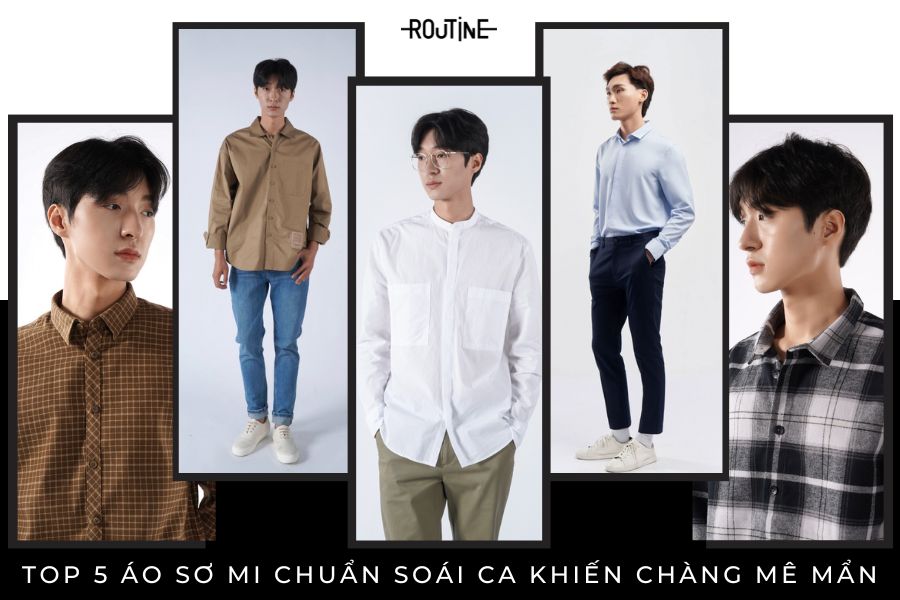 ROUTINE
TOP 5 ÁO SƠ MI CHUẨN SOÁI CA KHIẾN CHÀNG MÊ MẨN